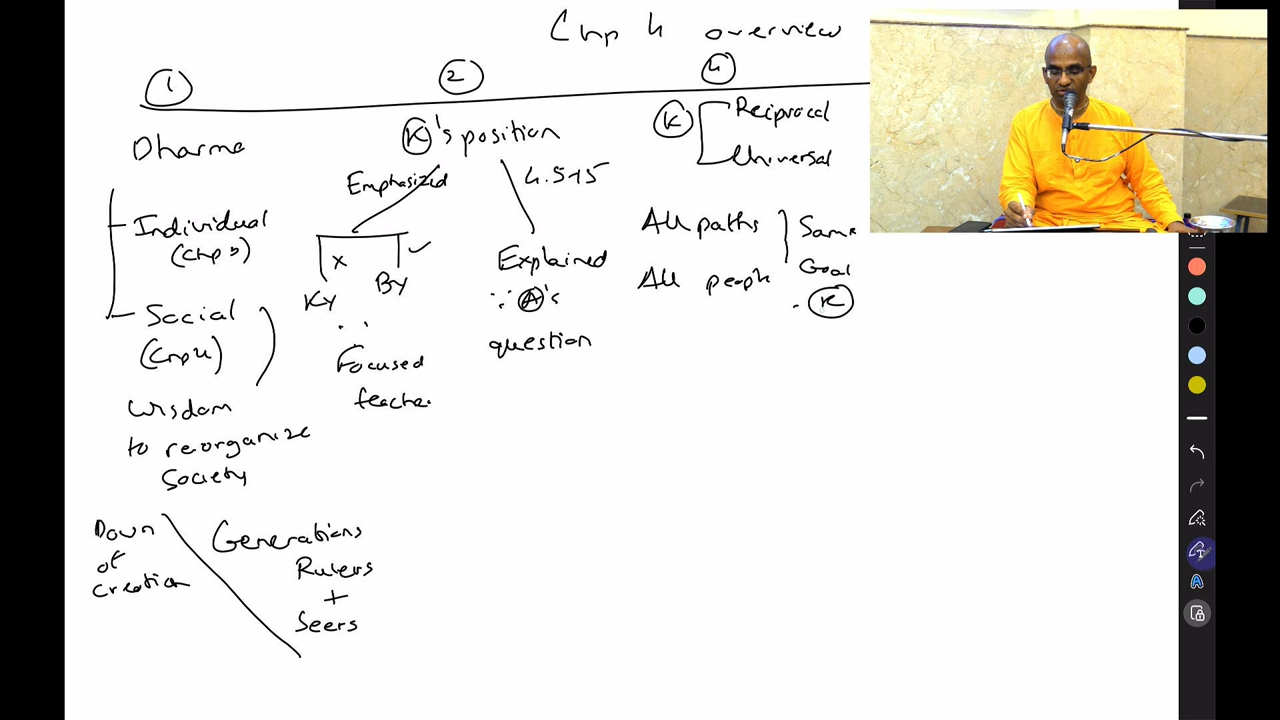 Chp 4 overview
1
2
4
Dharma
Individual
(Chp 3)
Social
(Chp 4)
Wisdom
to reorganize
Society
Down
of
Creation
Generations
Rulers
+
Seers
K's position
Emphasized
x
KY
BY ✓
∵
Focused
teache.
4.5-15
Explained
∵ A's
question
K
Reciprocal
Universal
All paths
All people
Same
Goal
. K
T
A